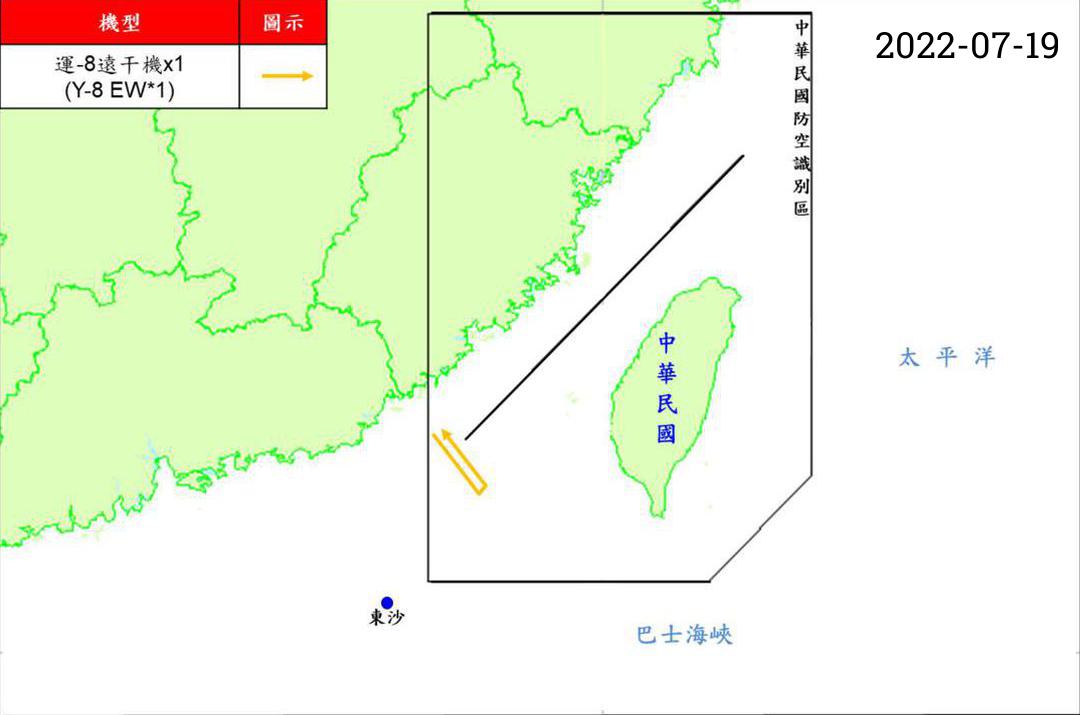 機型
圖示
運-8遠干機x1
(Y-8 EW*1)
2022-07-19
中華民國防空識別區
中華民國
太平洋
東沙
巴士海峽